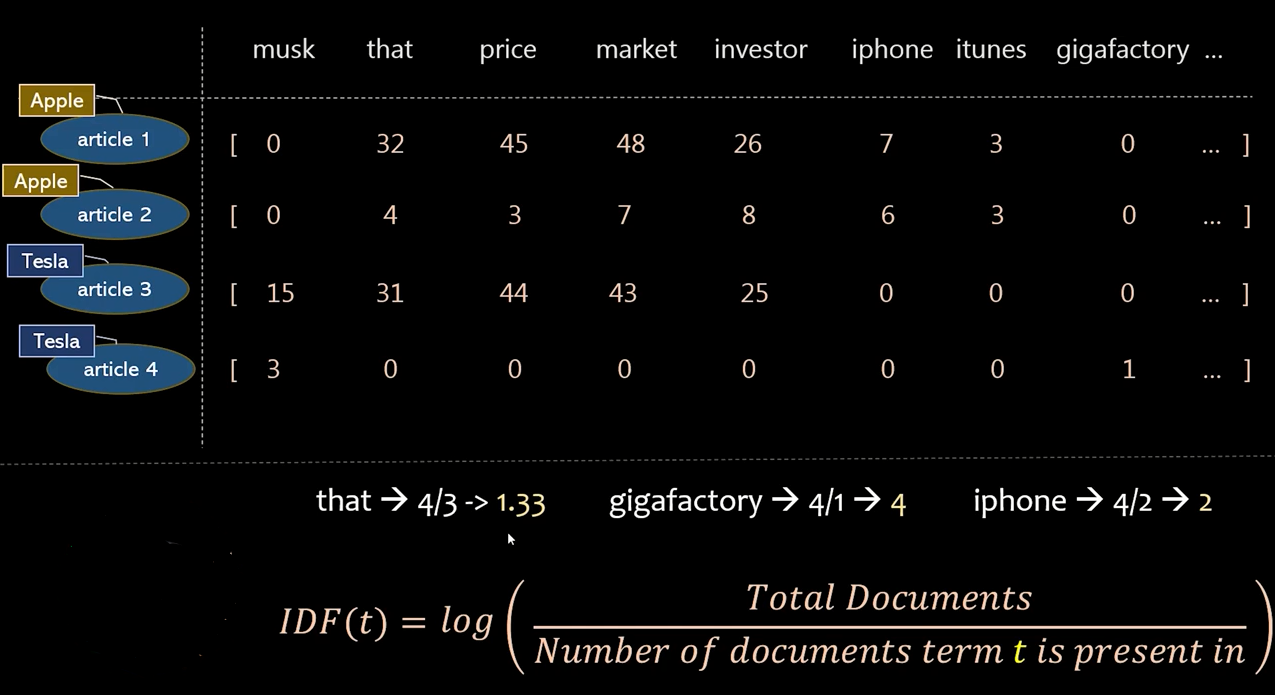 musk that price market investor iphone itunes gigafactory ...
Apple
article 1 [ 0 32 45 48 26 7 3 0 ... ]
Apple
article 2 [ 0 4 3 7 8 6 3 0 ... ]
Tesla
article 3 [ 15 31 44 43 25 0 0 0 ... ]
Tesla
article 4 [ 3 0 0 0 0 0 0 1 ... ]
that → 4/3 -> 1.33 gigafactory → 4/1 → 4 iphone → 4/2 → 2
Total Documents
IDF(t) = log ( )
Number of documents term t is present in